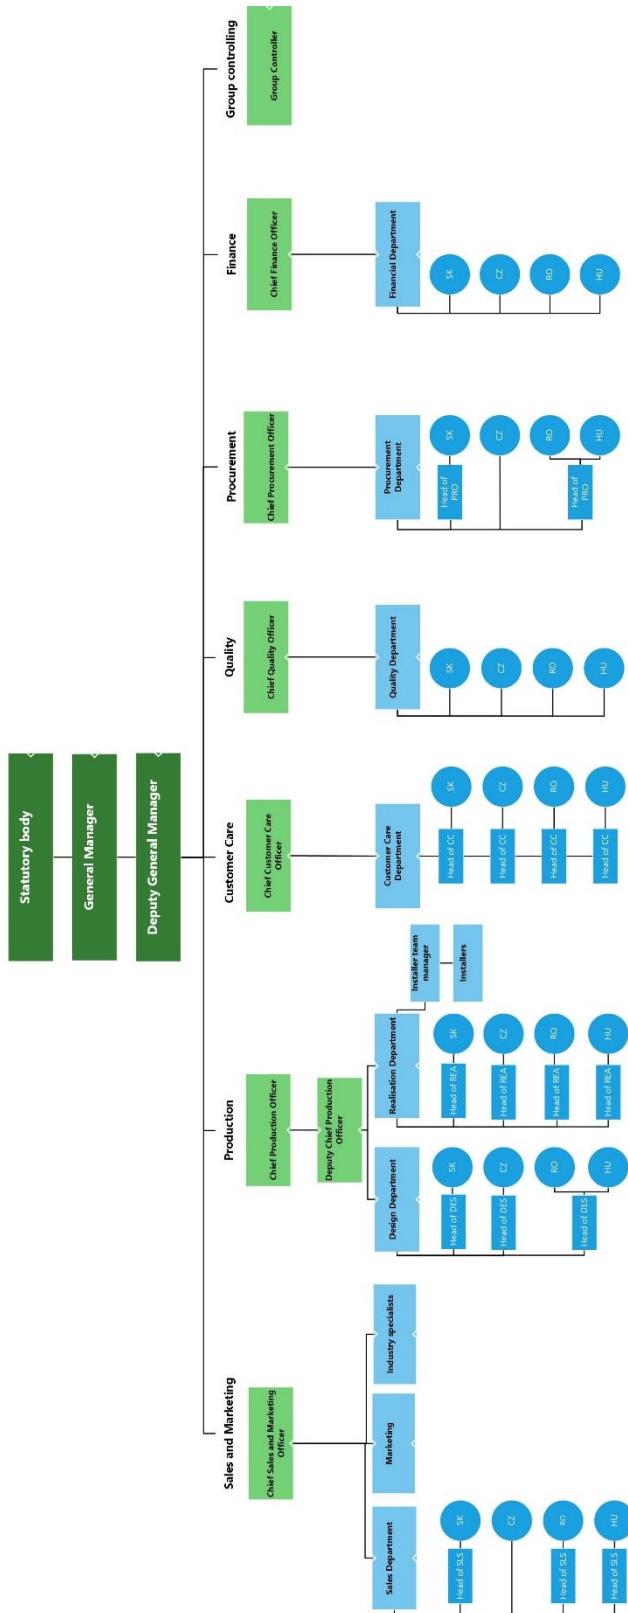 Statutory body
General Manager
Deputy General Manager
Sales and Marketing
Production
Customer Care
Quality
Procurement
Finance
Group controlling
Chief Sales and Marketing
Officer
Chief Production Officer
Chief Customer Care
Officer
Chief Quality Officer
Chief Procurement Officer
Chief Finance Officer
Group Controller
Deputy Chief Production
Officer
Sales Department
Marketing
Industry specialists
Design Department
Realisation Department
Installer team
manager
Installers
Customer Care
Department
Quality Department
Procurement
Department
Financial Department
Head of SLS
SK
CZ
Head of SLS
RO
Head of SLS
HU
Head of DES
SK
Head of DES
CZ
Head of DES
RO
HU
Head of REA
SK
Head of REA
CZ
Head of REA
RO
Head of REA
HU
Head of CC
SK
Head of CC
CZ
Head of CC
RO
Head of CC
HU
SK
CZ
RO
HU
Head of
PRO
SK
CZ
Head of
PRO
RO
HU
SK
CZ
RO
HU